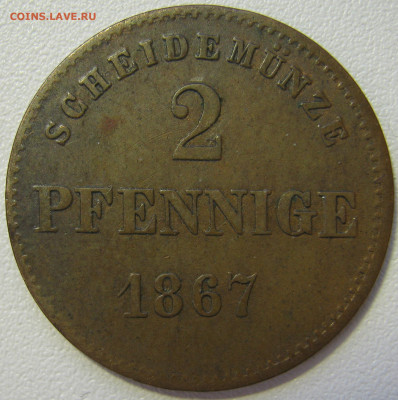 COINS.LAVE.RU
SCHEIDEMÜNZE
2
PFENNIGE
1867